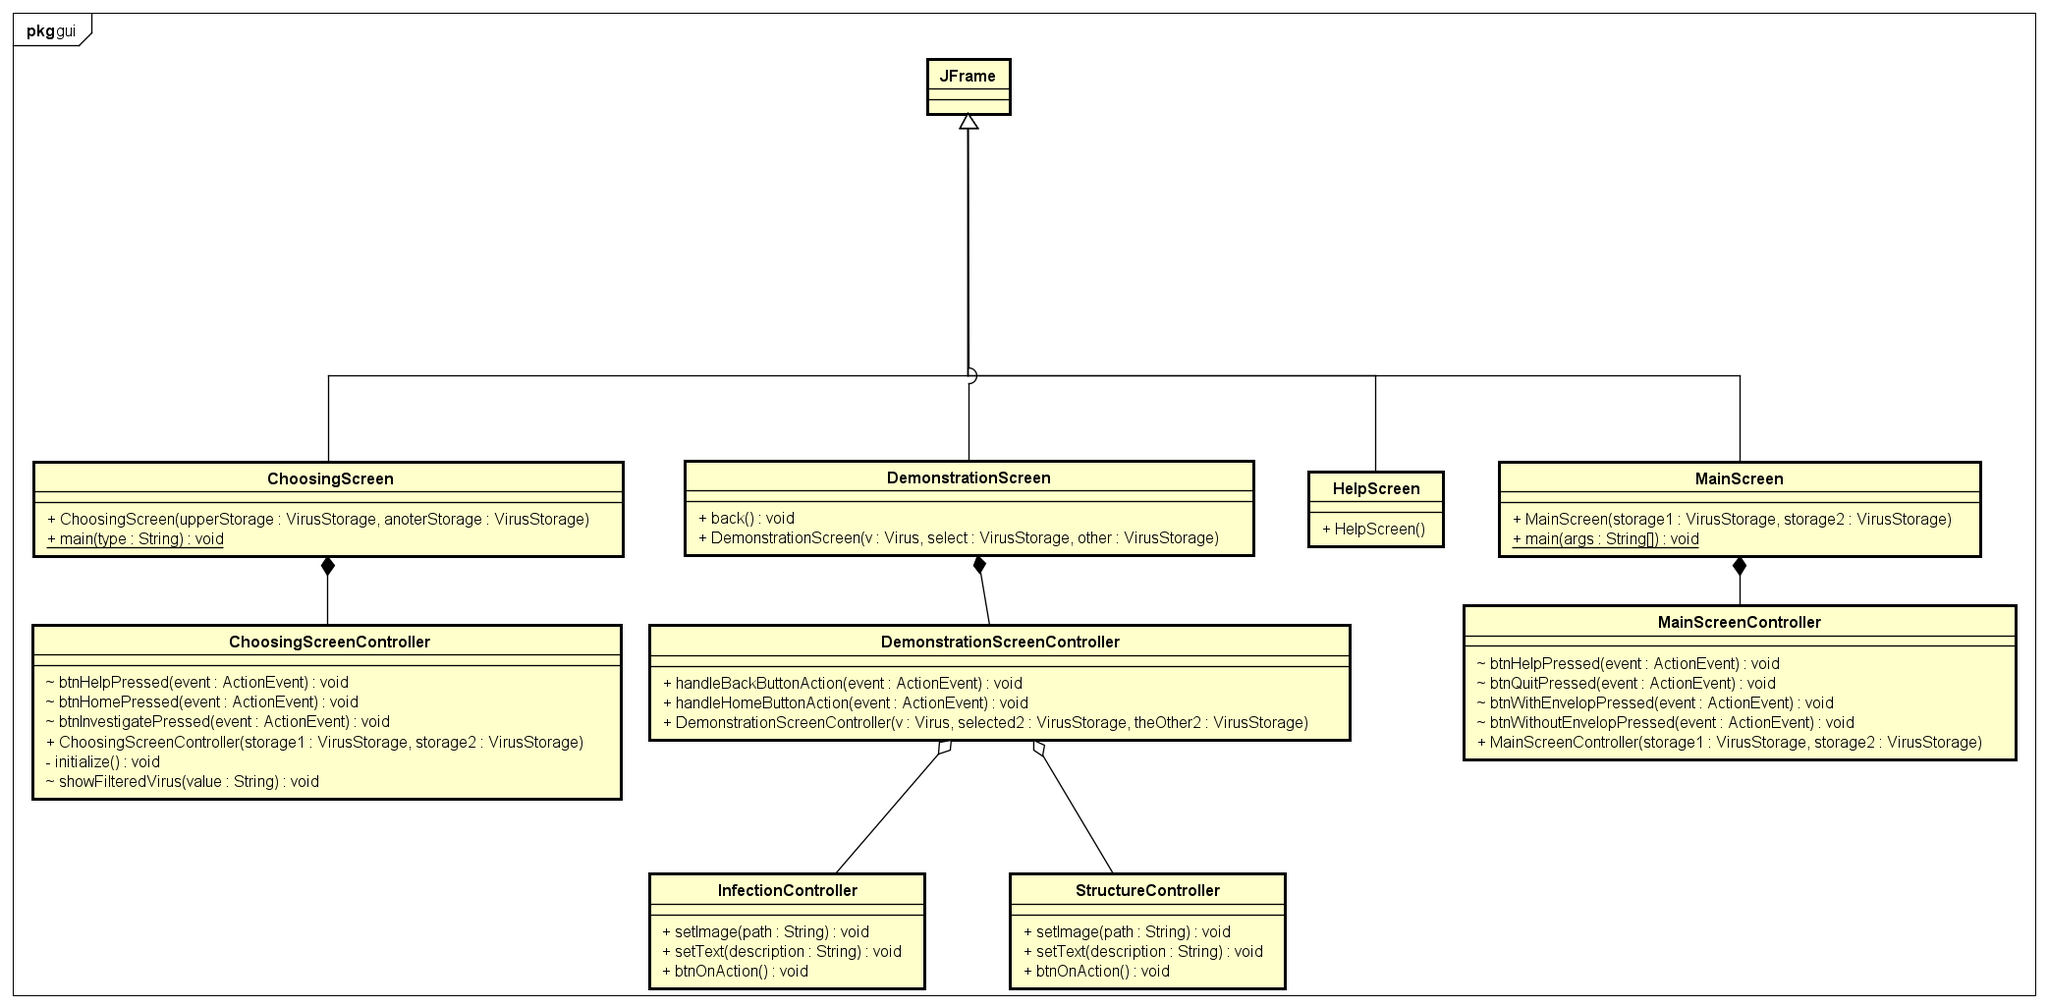 pkg gui
JFrame
ChoosingScreen
+ ChoosingScreen(upperStorage : VirusStorage, anoterStorage : VirusStorage)
+ main(type : String) : void
DemonstrationScreen
+ back() : void
+ DemonstrationScreen(v : Virus, select : VirusStorage, other : VirusStorage)
HelpScreen
+ HelpScreen()
MainScreen
+ MainScreen(storage1 : VirusStorage, storage2 : VirusStorage)
+ main(args : String[]) : void
ChoosingScreenController
~ btnHelpPressed(event : ActionEvent) : void
~ btnHomePressed(event : ActionEvent) : void
~ btnInvestigatePressed(event : ActionEvent) : void
+ ChoosingScreenController(storage1 : VirusStorage, storage2 : VirusStorage)
- initialize() : void
~ showFilteredVirus(value : String) : void
DemonstrationScreenController
+ handleBackButtonAction(event : ActionEvent) : void
+ handleHomeButtonAction(event : ActionEvent) : void
+ DemonstrationScreenController(v : Virus, selected2 : VirusStorage, theOther2 : VirusStorage)
MainScreenController
~ btnHelpPressed(event : ActionEvent) : void
~ btnQuitPressed(event : ActionEvent) : void
~ btnWithEnvelopPressed(event : ActionEvent) : void
~ btnWithoutEnvelopPressed(event : ActionEvent) : void
+ MainScreenController(storage1 : VirusStorage, storage2 : VirusStorage)
InfectionController
+ setImage(path : String) : void
+ setText(description : String) : void
+ btnOnAction() : void
StructureController
+ setImage(path : String) : void
+ setText(description : String) : void
+ btnOnAction() : void